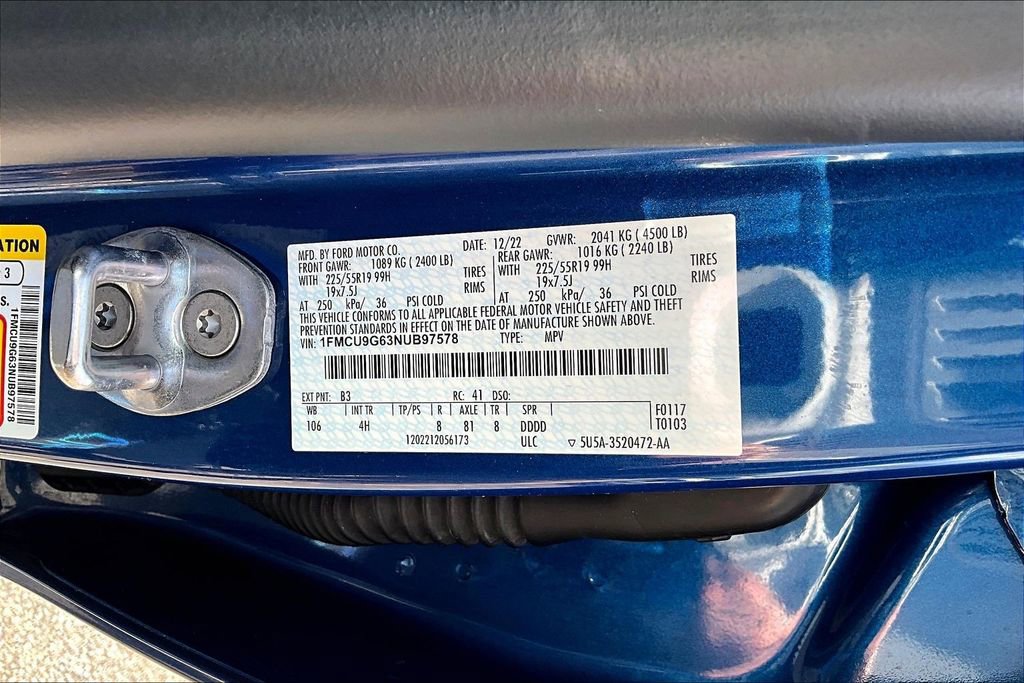 ATION
3
S.
1FMCU9G63NUB97578
MFD. BY FORD MOTOR CO.
DATE: 12/22 GVWR: 2041 KG ( 4500 LB)
FRONT GAWR: 1089 KG ( 2400 LB) REAR GAWR: 1016 KG ( 2240 LB)
WITH 225/55R19 99H TIRES WITH 225/55R19 99H TIRES
19x7.5J RIMS 19x7.5J RIMS
AT 250 kPa/ 36 PSI COLD AT 250 kPa/ 36 PSI COLD
THIS VEHICLE CONFORMS TO ALL APPLICABLE FEDERAL MOTOR VEHICLE SAFETY AND THEFT
PREVENTION STANDARDS IN EFFECT ON THE DATE OF MANUFACTURE SHOWN ABOVE.
VIN: 1FMCU9G63NUB97578 TYPE: MPV
EXT PNT: B3 RC: 41 DSO:
WB INT TR TP/PS R AXLE TR SPR F0117
106 4H 8 81 8 DDDD T0103
1202212056173 ULC ▽ 5U5A-3520472-AA